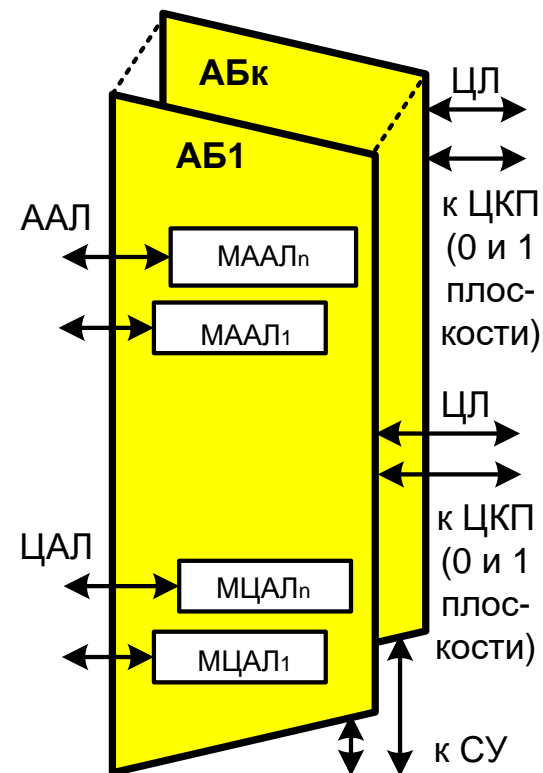 АБк
ЦЛ
АБ1
ААЛ
МААЛn
к ЦКП
(0 и 1
плос-
кости)
МААЛ1
ЦЛ
ЦАЛ
МЦАЛn
к ЦКП
(0 и 1
плос-
кости)
МЦАЛ1
к СУ